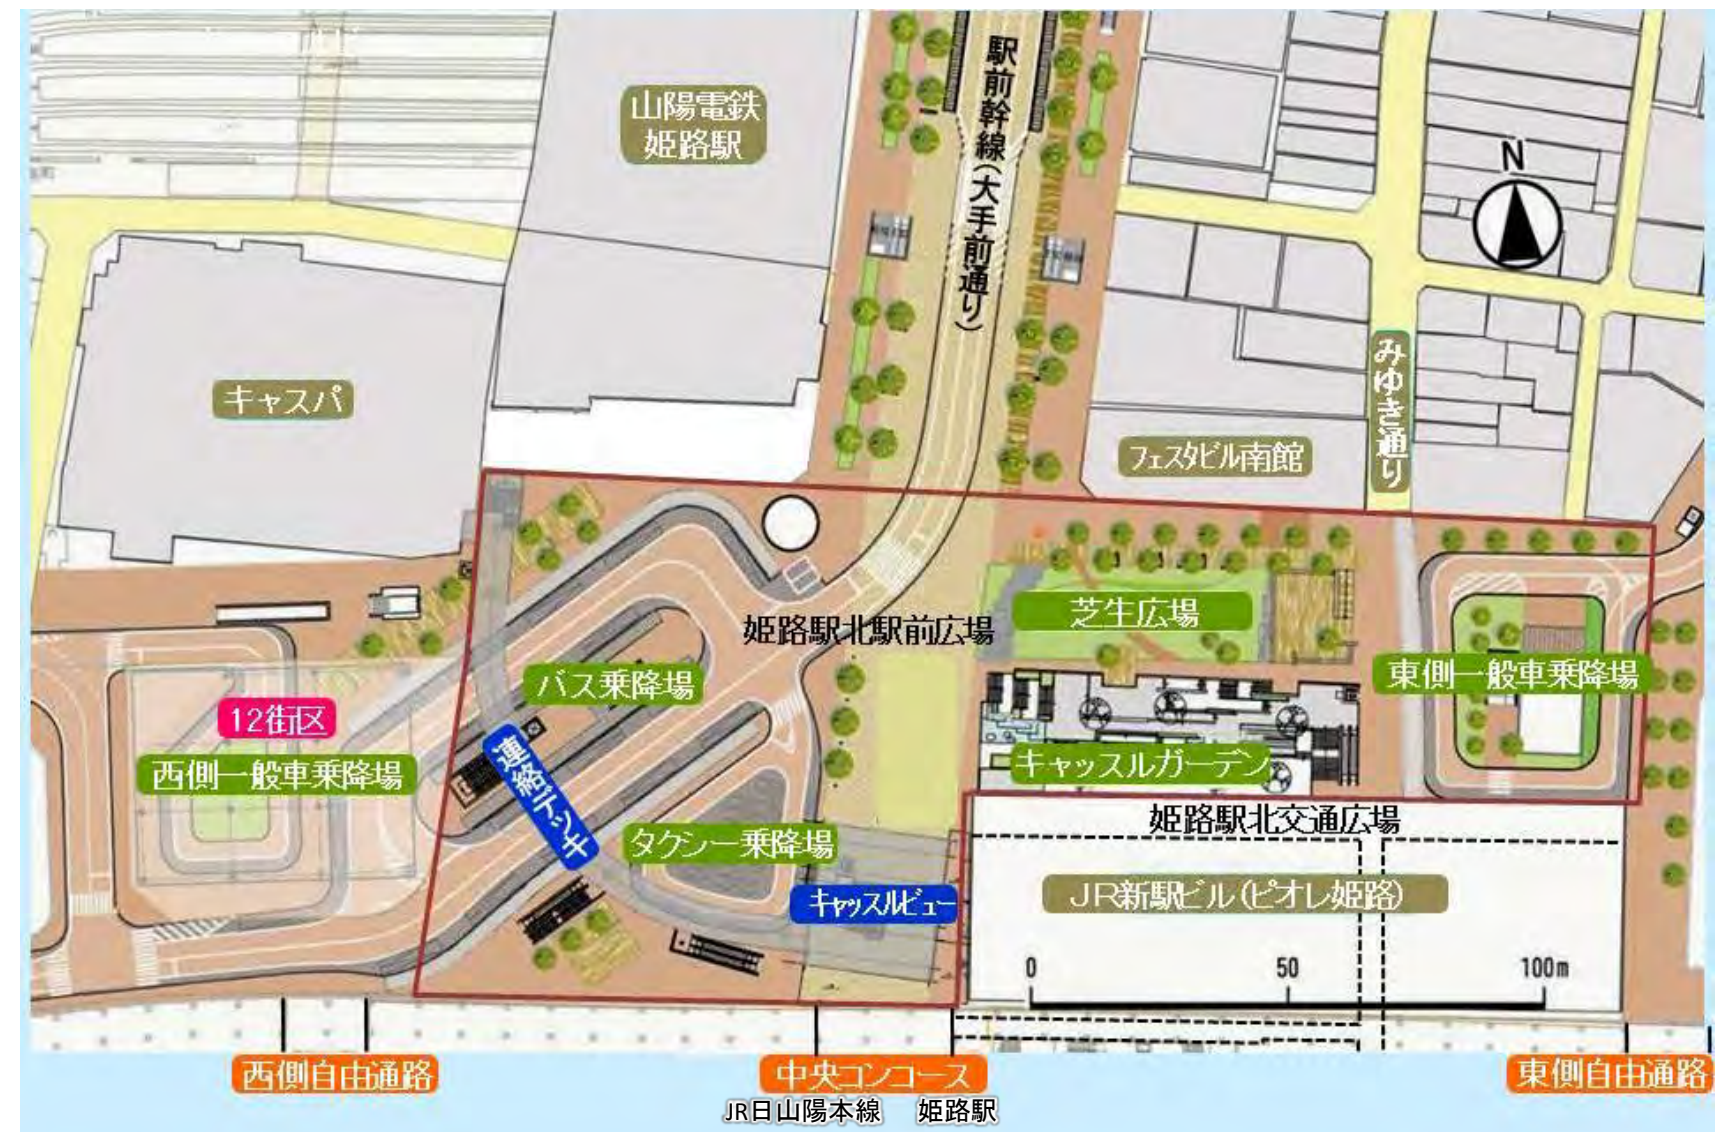 山陽電鉄
姫路駅
駅前幹線(大手前通り)
N
キャスパ
みゆき通り
フェスタビル南館
姫路駅北駅前広場
芝生広場
バス乗降場
東側一般車乗降場
12街区
西側一般車乗降場
連絡デッキ
キャッスルガーデン
タクシー乗降場
姫路駅北交通広場
キャッスルビュー
JR新駅ビル(ピオレ姫路)
0
50
100m
西側自由通路
中央コンコース
東側自由通路
JR日山陽本線 姫路駅